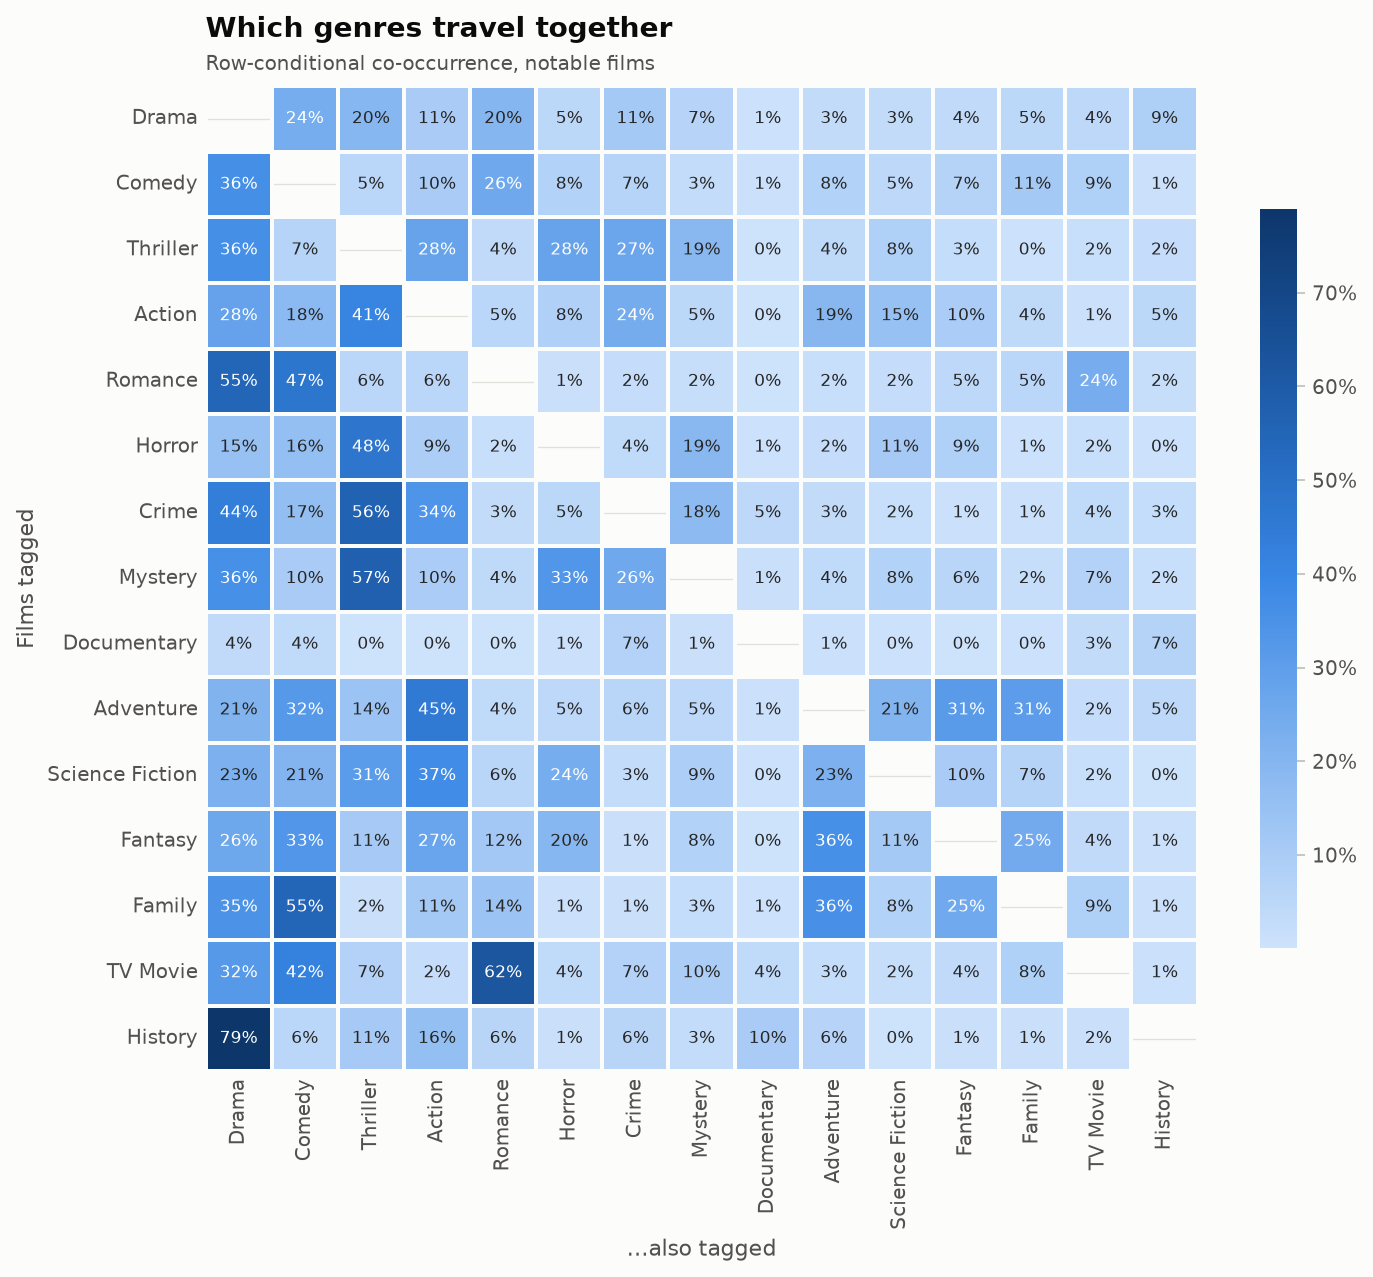 Which genres travel together
Row-conditional co-occurrence, notable films
Drama 24% 20% 11% 20% 5% 11% 7% 1% 3% 3% 4% 5% 4% 9%
Comedy 36% 5% 10% 26% 8% 7% 3% 1% 8% 5% 7% 11% 9% 1%
Thriller 36% 7% 28% 4% 28% 27% 19% 0% 4% 8% 3% 0% 2% 2%
Action 28% 18% 41% 5% 8% 24% 5% 0% 19% 15% 10% 4% 1% 5%
Romance 55% 47% 6% 6% 1% 2% 2% 0% 2% 2% 5% 5% 24% 2%
Horror 15% 16% 48% 9% 2% 4% 19% 1% 2% 11% 9% 1% 2% 0%
Crime 44% 17% 56% 34% 3% 5% 18% 5% 3% 2% 1% 1% 4% 3%
Mystery 36% 10% 57% 10% 4% 33% 26% 1% 4% 8% 6% 2% 7% 2%
Documentary 4% 4% 0% 0% 0% 1% 7% 1% 1% 0% 0% 0% 3% 7%
Adventure 21% 32% 14% 45% 4% 5% 6% 5% 1% 21% 31% 31% 2% 5%
Science Fiction 23% 21% 31% 37% 6% 24% 3% 9% 0% 23% 10% 7% 2% 0%
Fantasy 26% 33% 11% 27% 12% 20% 1% 8% 0% 36% 11% 25% 4% 1%
Family 35% 55% 2% 11% 14% 1% 1% 3% 1% 36% 8% 25% 9% 1%
TV Movie 32% 42% 7% 2% 62% 4% 7% 10% 4% 3% 2% 4% 8% 1%
History 79% 6% 11% 16% 6% 1% 6% 3% 10% 6% 0% 1% 1% 2%
Films tagged
Drama
Comedy
Thriller
Action
Romance
Horror
Crime
Mystery
Documentary
Adventure
Science Fiction
Fantasy
Family
TV Movie
History
…also tagged
70%
60%
50%
40%
30%
20%
10%